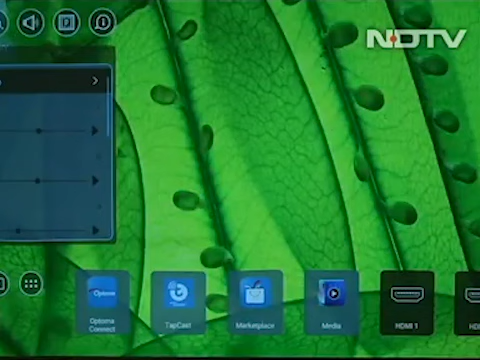 NDTV
Optoma
Optoma
Connect
TapCast
Marketplace
Media
HDMI 1